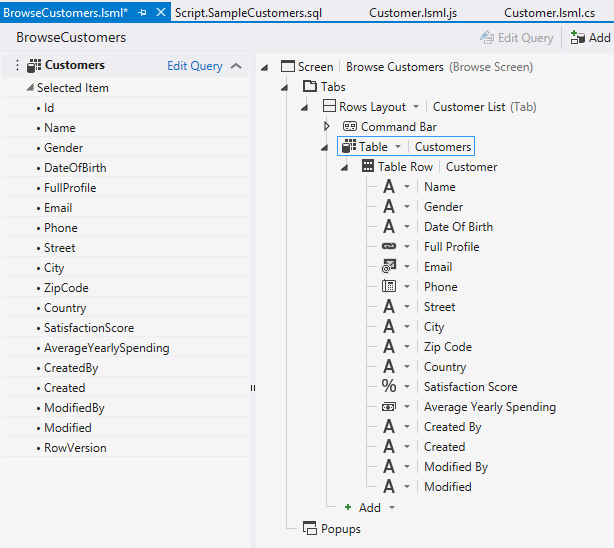 BrowseCustomers.lsml* Script.SampleCustomers.sql Customer.lsml.js Customer.lsml.cs
BrowseCustomers Edit Query Add
Customers Edit Query
Selected Item
• Id
• Name
• Gender
• DateOfBirth
• FullProfile
• Email
• Phone
• Street
• City
• ZipCode
• Country
• SatisfactionScore
• AverageYearlySpending
• CreatedBy
• Created
• ModifiedBy
• Modified
• RowVersion
Screen | Browse Customers (Browse Screen)
Tabs
Rows Layout | Customer List (Tab)
Command Bar
Table | Customers
Table Row | Customer
A | Name
A | Gender
A | Date Of Birth
Full Profile
Email
Phone
A | Street
A | City
A | Zip Code
A | Country
% | Satisfaction Score
Average Yearly Spending
A | Created By
A | Created
A | Modified By
A | Modified
+ Add
Popups